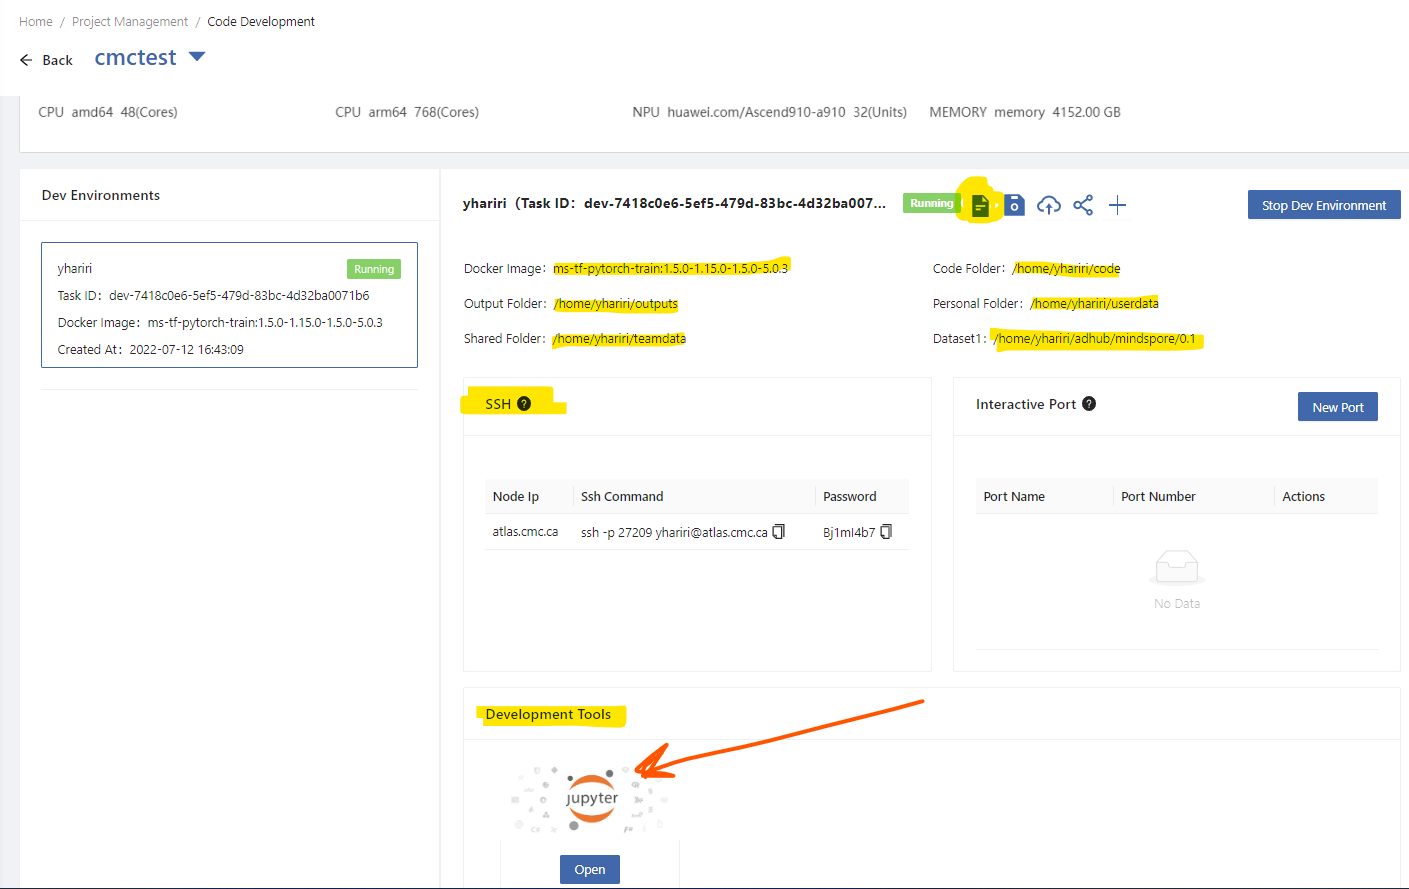 Home / Project Management / Code Development
Back cmctest
CPU amd64 48(Cores) CPU arm64 768(Cores) NPU huawei.com/Ascend910-a910 32(Units) MEMORY memory 4152.00 GB
Dev Environments
yhariri Running
Task ID: dev-7418c0e6-5ef5-479d-83bc-4d32ba0071b6
Docker Image: ms-tf-pytorch-train:1.5.0-1.15.0-1.5.0-5.0.3
Created At: 2022-07-12 16:43:09
yhariri (Task ID: dev-7418c0e6-5ef5-479d-83bc-4d32ba007... Running Stop Dev Environment
Docker Image: ms-tf-pytorch-train:1.5.0-1.15.0-1.5.0-5.0.3 Code Folder: /home/yhariri/code
Output Folder: /home/yhariri/outputs Personal Folder: /home/yhariri/userdata
Shared Folder: /home/yhariri/teamdata Dataset1: /home/yhariri/adhub/mindspore/0.1
SSH ?
Node Ip Ssh Command Password
atlas.cmc.ca ssh -p 27209 yhariri@atlas.cmc.ca Bj1mI4b7
Interactive Port ? New Port
Port Name Port Number Actions
No Data
Development Tools
jupyter
Open